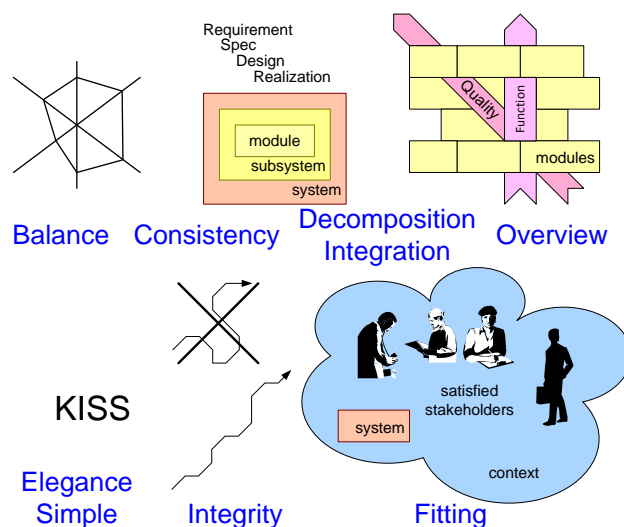 Requirement
Spec
Design
Realization
module
subsystem
system
Quality
Function
modules
Balance
Consistency
Decomposition
Integration
Overview
KISS
satisfied
stakeholders
system
context
Elegance
Simple
Integrity
Fitting